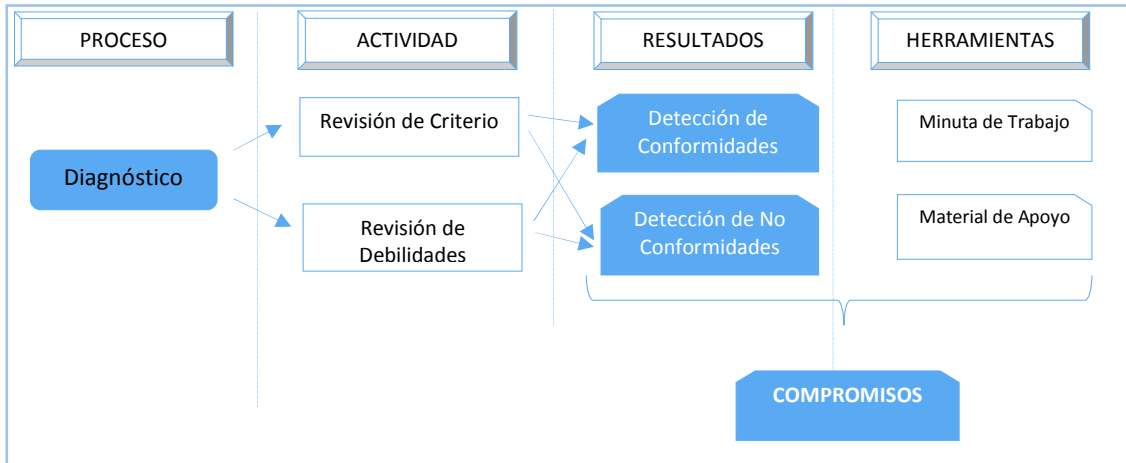 PROCESO
ACTIVIDAD
RESULTADOS
HERRAMIENTAS
Diagnóstico
Revisión de Criterio
Revisión de
Debilidades
Detección de
Conformidades
Detección de No
Conformidades
Minuta de Trabajo
Material de Apoyo
COMPROMISOS